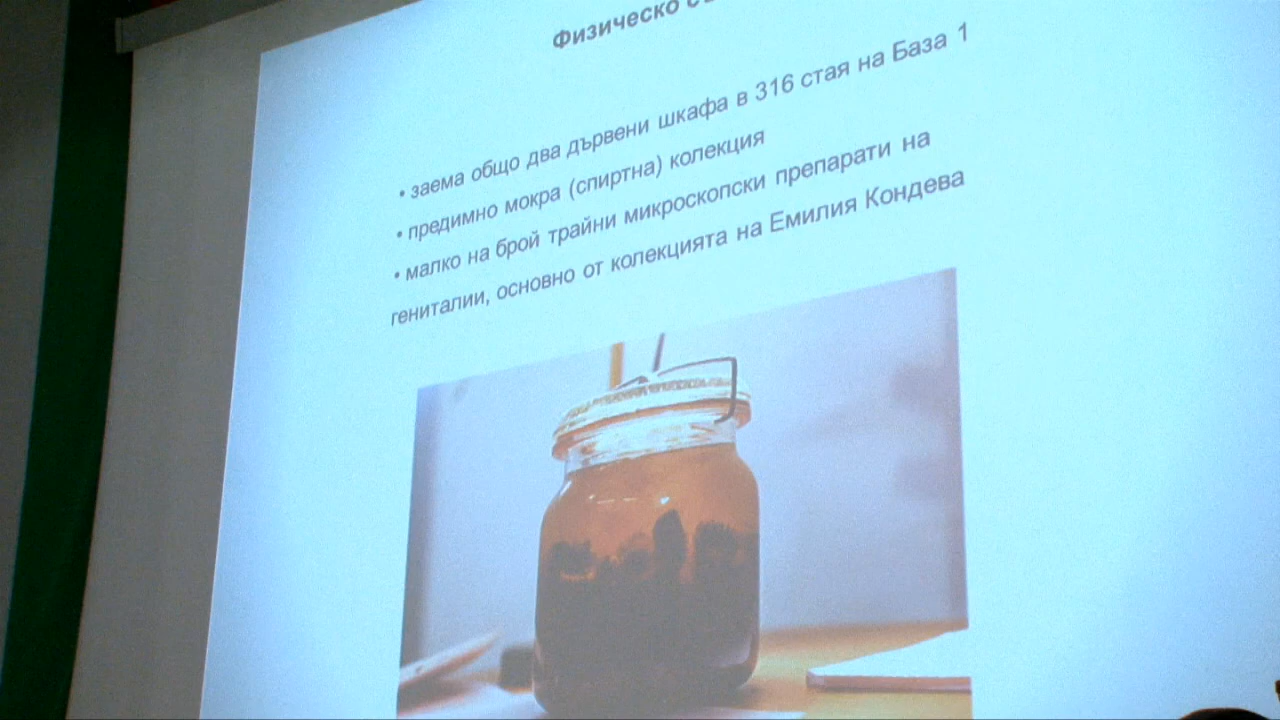 Физическо
• заема общо два дървени шкафа в 316 стая на База 1
• предимно мокра (спиртна) колекция
• малко на брой трайни микроскопски препарати на
гениталии, основно от колекцията на Емилия Кондева